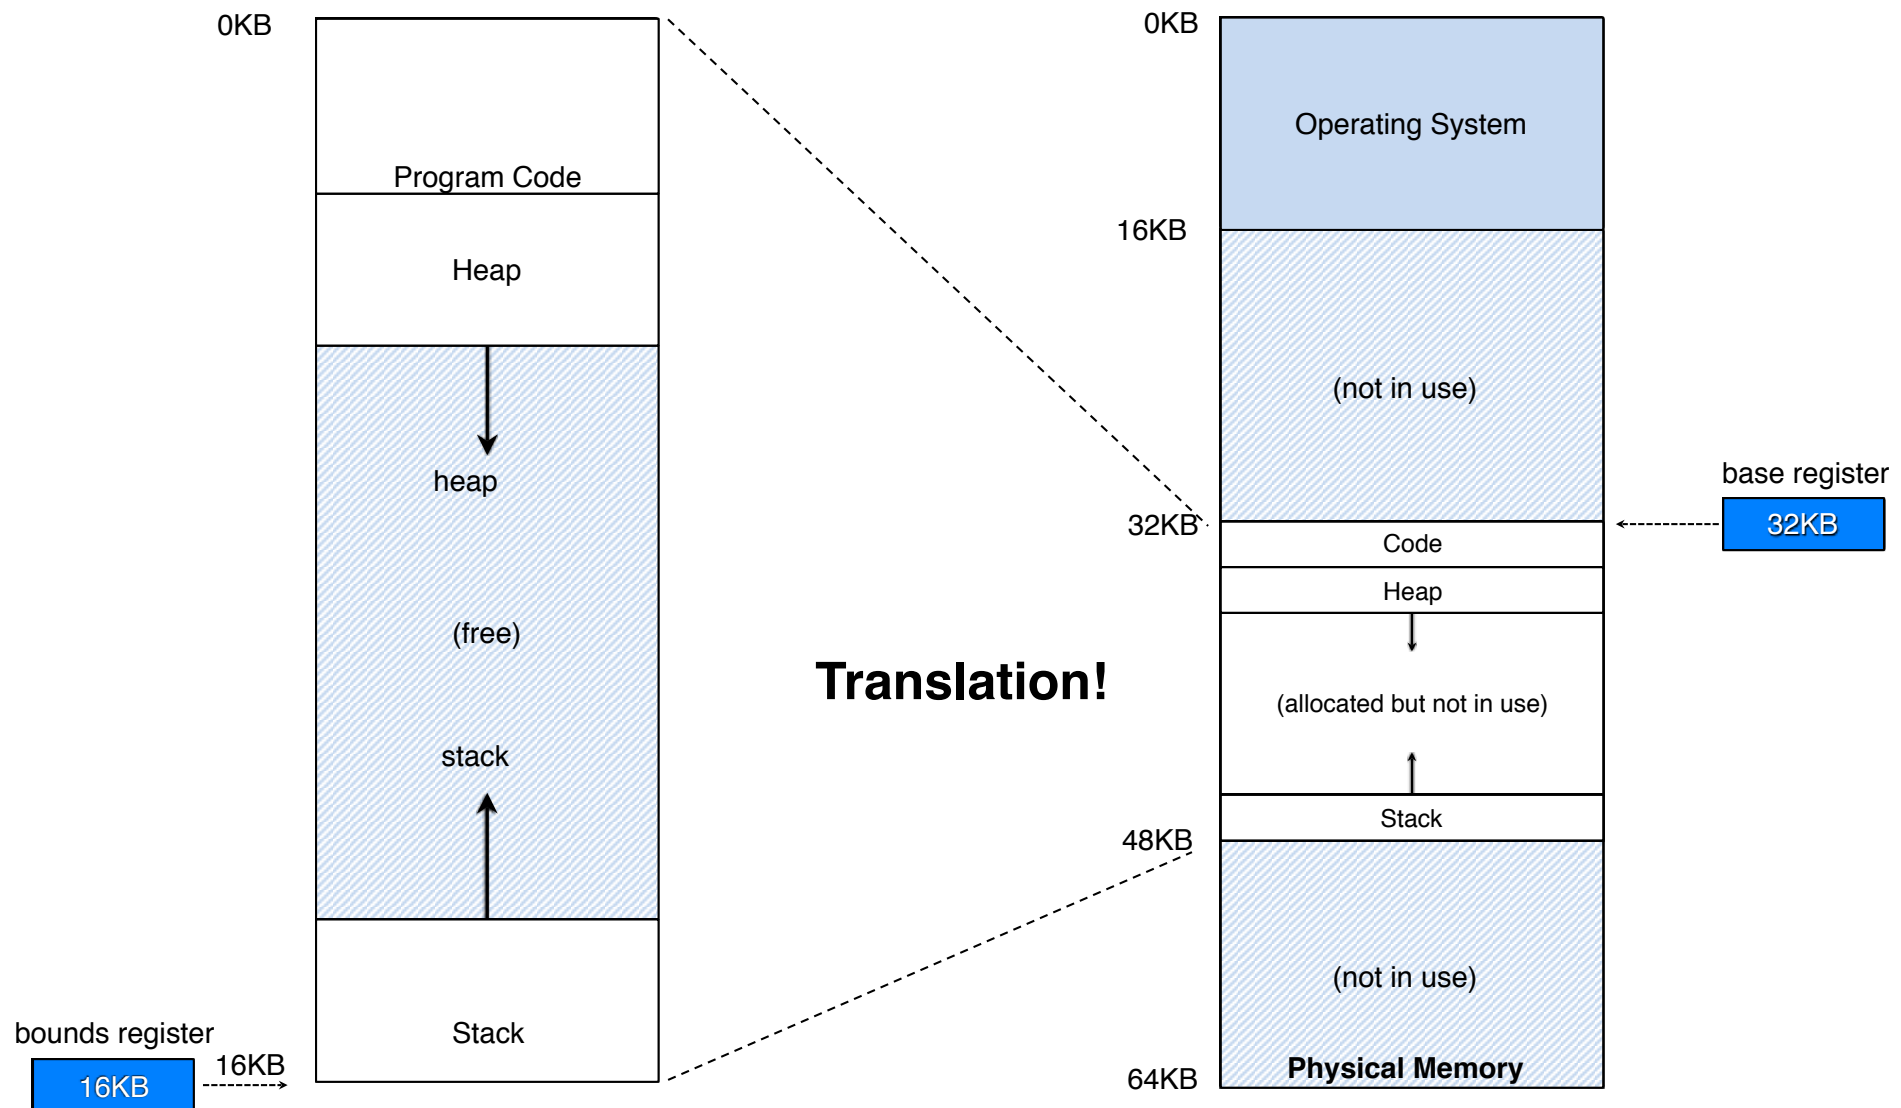 0KB
Program Code
Heap
heap
(free)
stack
Stack
bounds register
16KB
16KB
Translation!
0KB
Operating System
16KB
(not in use)
32KB
Code
Heap
(allocated but not in use)
Stack
48KB
(not in use)
Physical Memory
64KB
base register
32KB